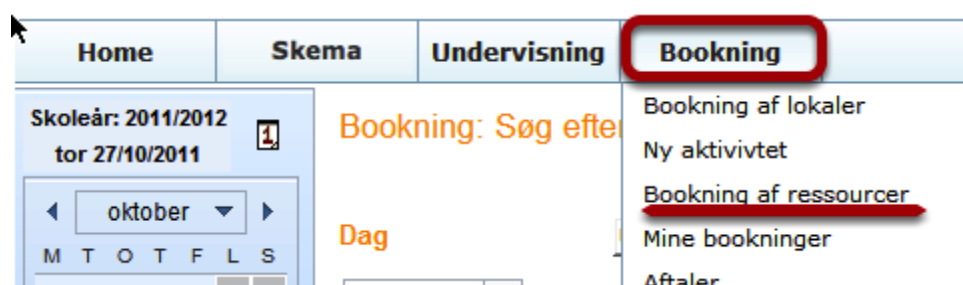 Home Skema Undervisning Bookning
Skoleår: 2011/2012
tor 27/10/2011
1
oktober
M T O T F L S
Bookning: Søg efter
Dag
Bookning af lokaler
Ny aktivivtet
Bookning af ressourcer
Mine bookninger
Aftaler